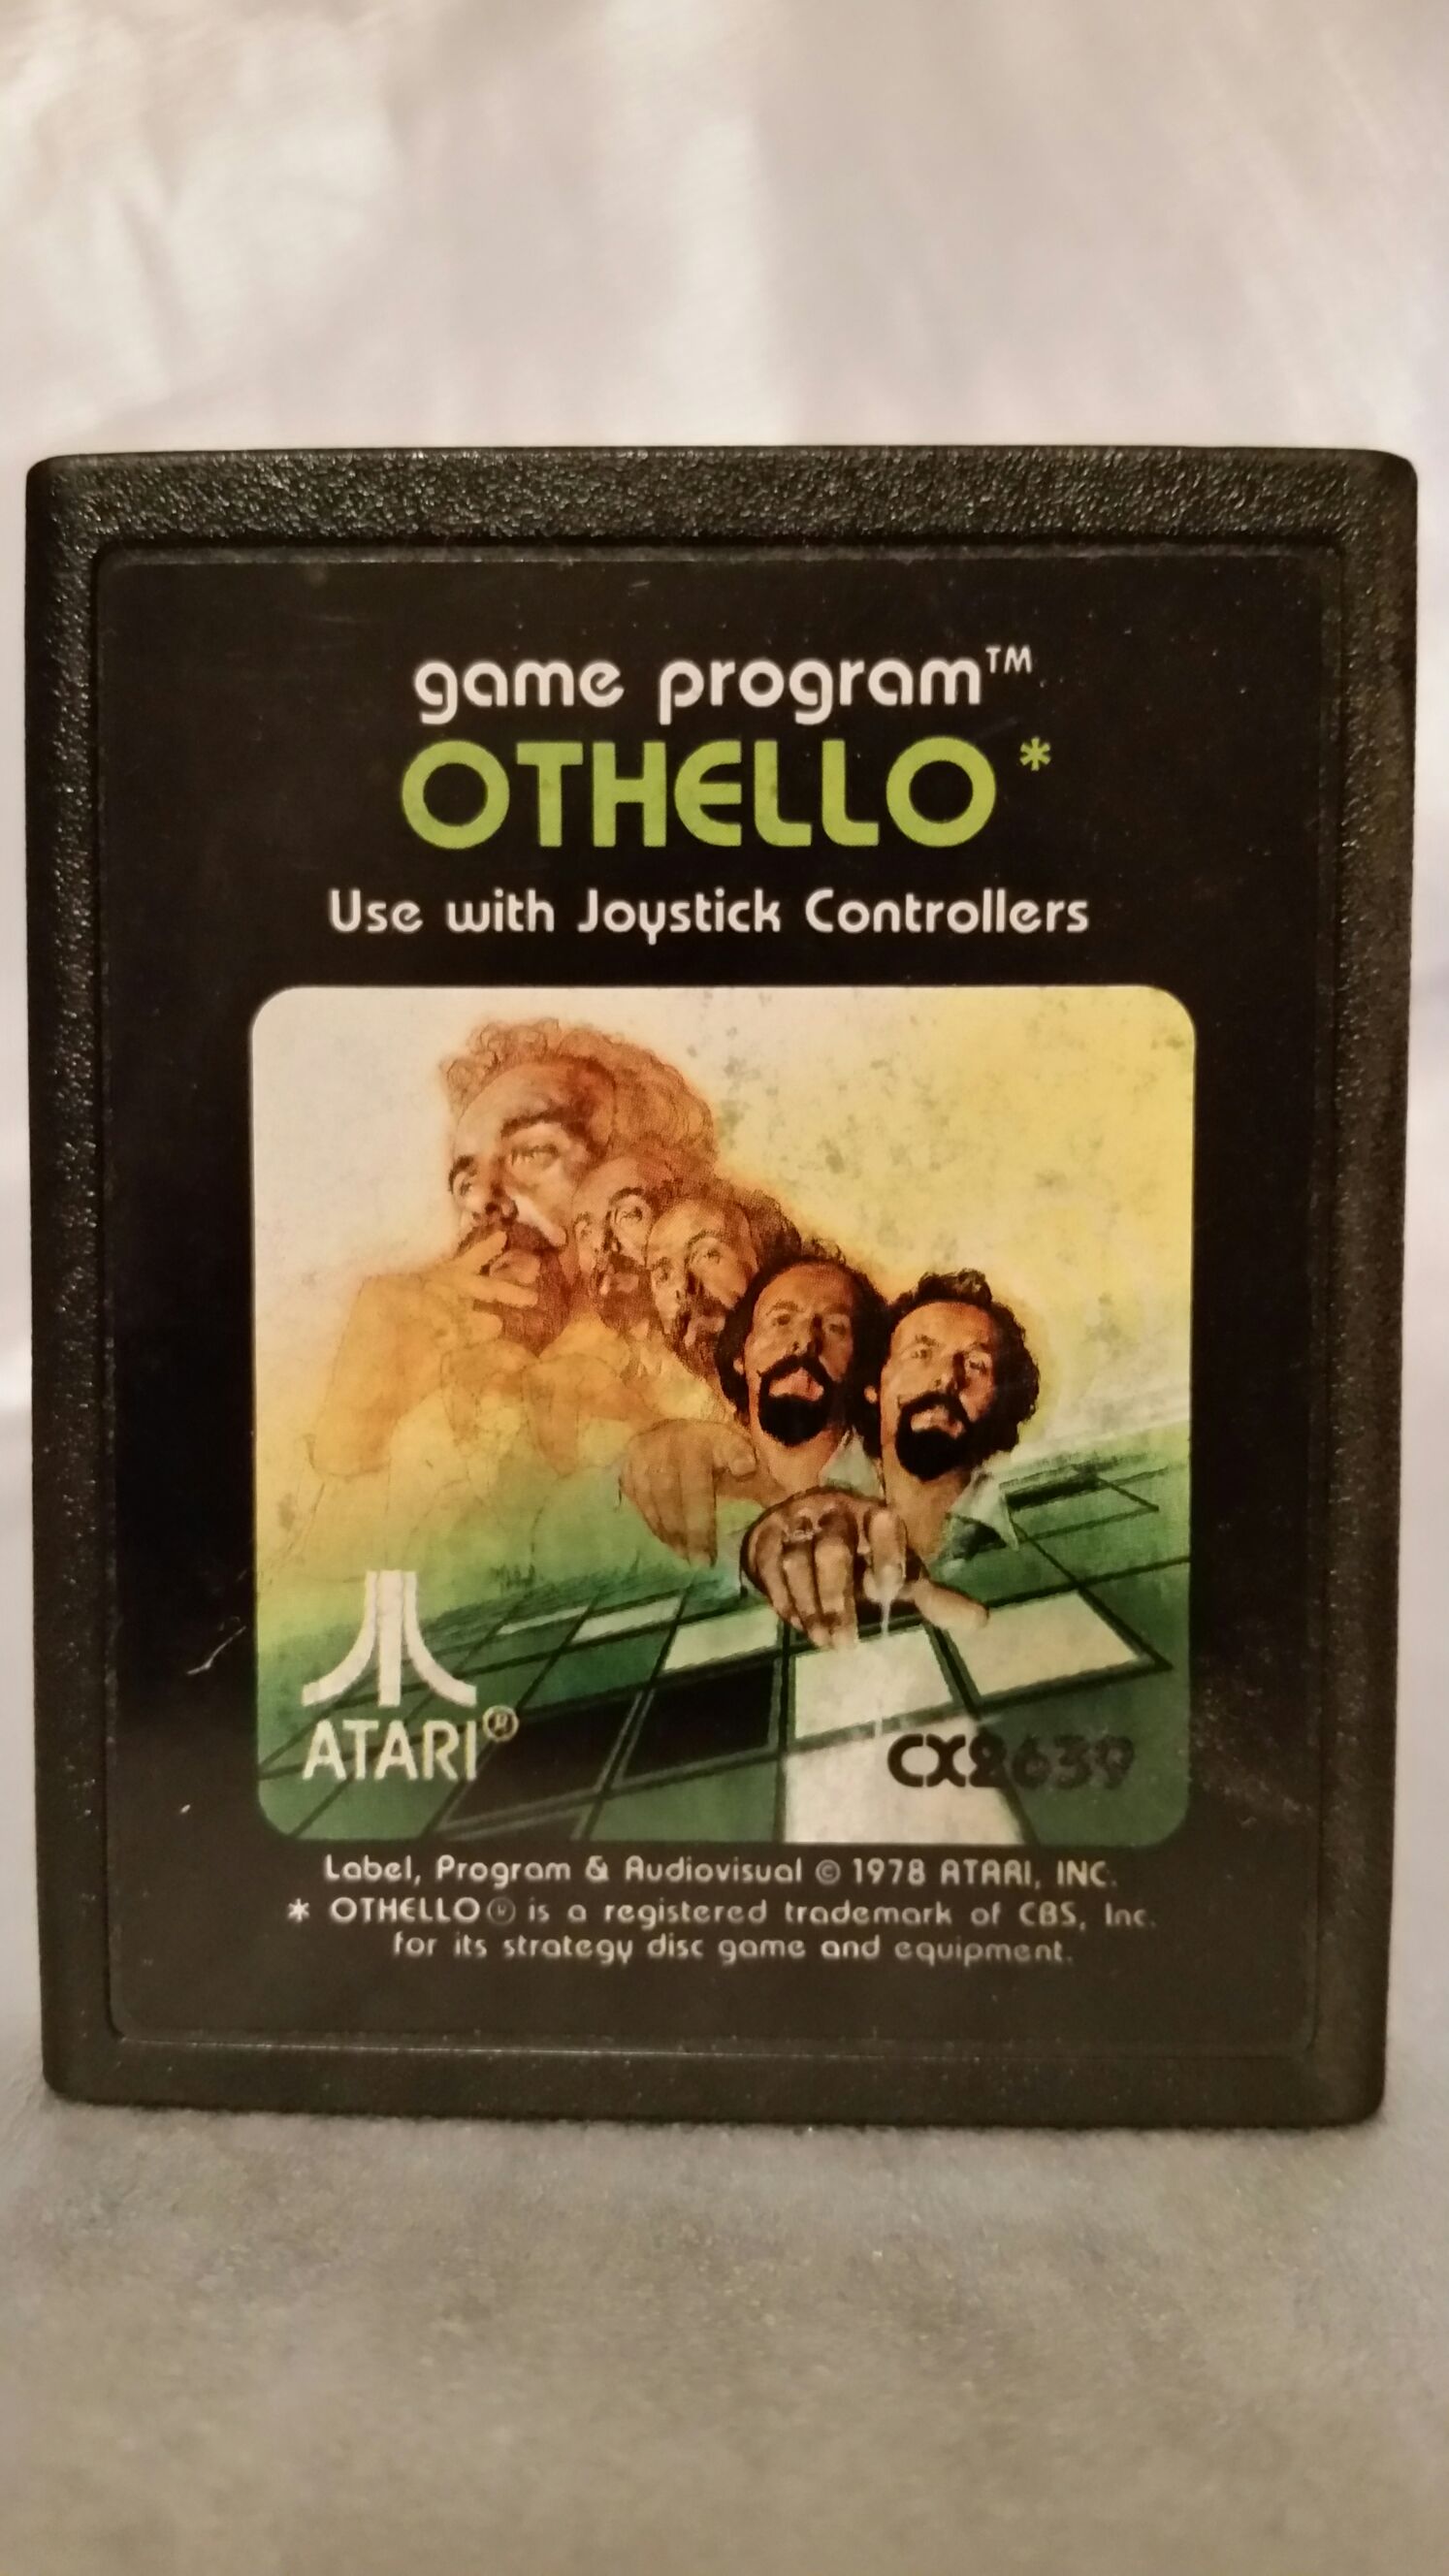 game program™
OTHELLO*
Use with Joystick Controllers
ATARI®
CX2639
Label, Program & Audiovisual © 1978 ATARI, INC.
* OTHELLO® is a registered trademark of CBS, Inc.
for its strategy disc game and equipment.